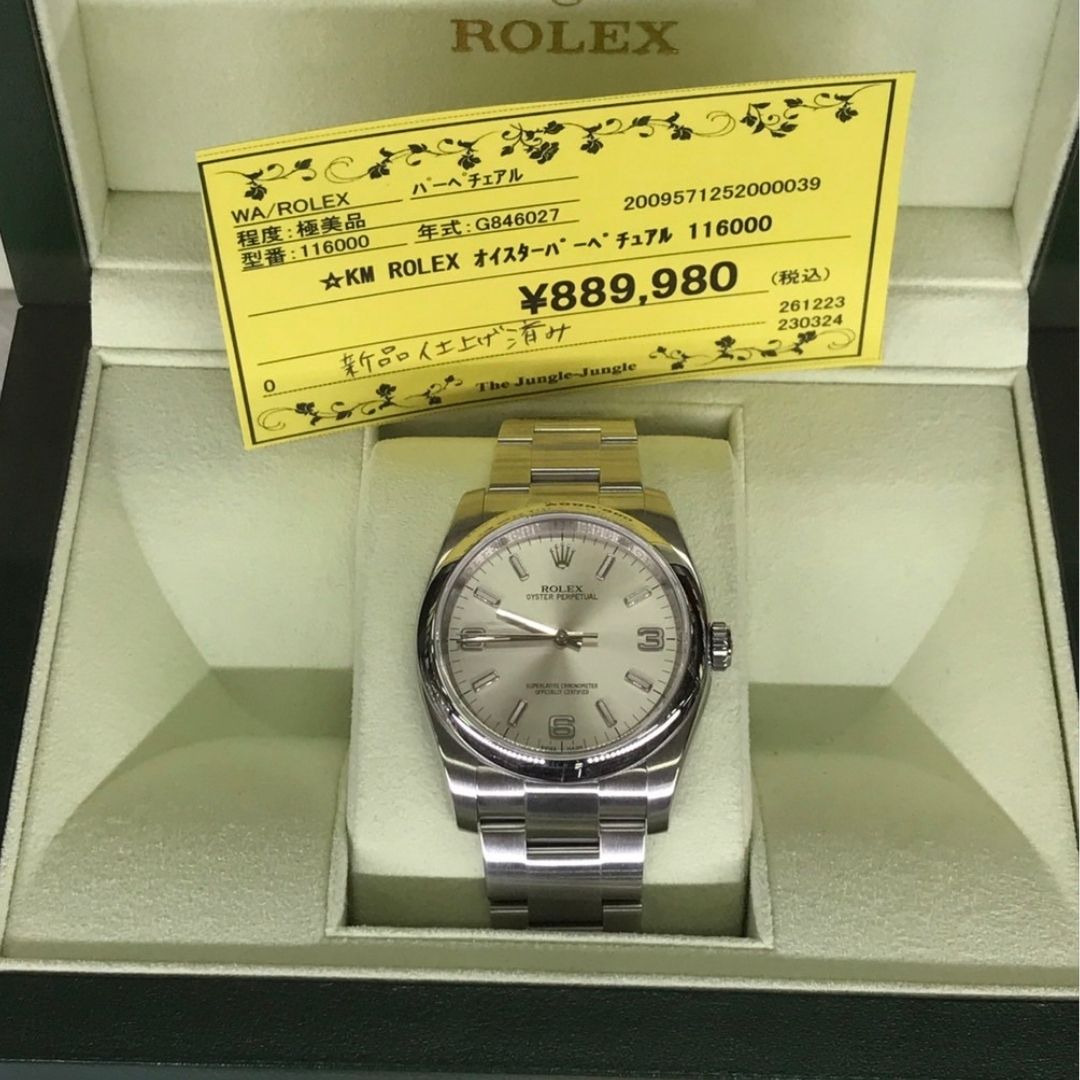 ROLEX
WA/ROLEX パーペチェアル
程度:極美品 年式:G846027 2009571252000039
型番:116000
☆KM ROLEX オイスターパーペチュアル 116000
¥889,980 (税込)
261223
230324
0 新品仕上げ済み
The Jungle-Jungle
ROLEX
OYSTER PERPETUAL
3
SUPERLATIVE CHRONOMETER
OFFICIALLY CERTIFIED
6
SWISS MADE